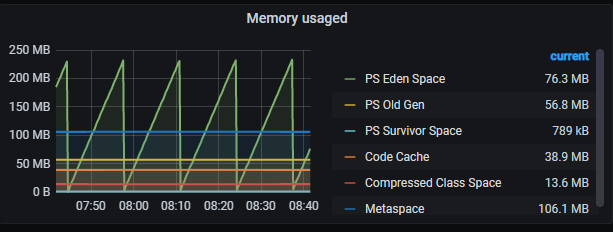 Memory usaged
250 MB
200 MB
150 MB
100 MB
50 MB
0 B
07:50
08:00
08:10
08:20
08:30
08:40
current
PS Eden Space 76.3 MB
PS Old Gen 56.8 MB
PS Survivor Space 789 kB
Code Cache 38.9 MB
Compressed Class Space 13.6 MB
Metaspace 106.1 MB